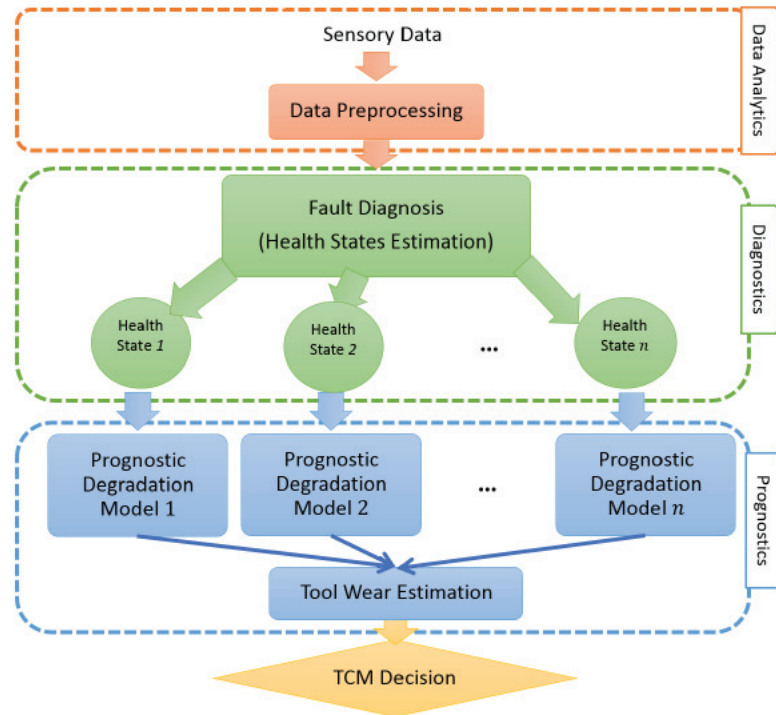 Sensory Data
Data Preprocessing
Data Analytics
Fault Diagnosis
(Health States Estimation)
Diagnostics
Health
State 1
Health
State 2
...
Health
State n
Prognostic
Degradation
Model 1
Prognostic
Degradation
Model 2
...
Prognostic
Degradation
Model n
Prognostics
Tool Wear Estimation
TCM Decision